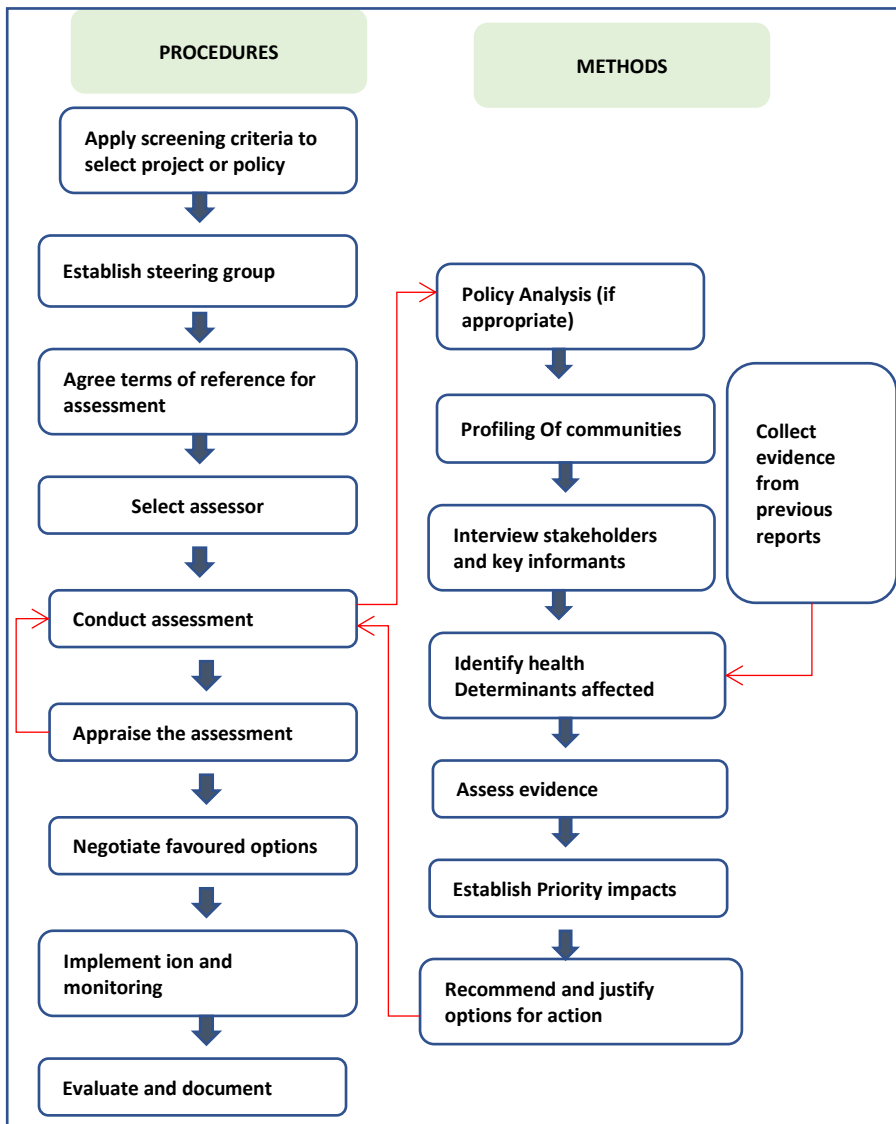 PROCEDURES
Apply screening criteria to
select project or policy
Establish steering group
Agree terms of reference for
assessment
Select assessor
Conduct assessment
Appraise the assessment
Negotiate favoured options
Implement ion and
monitoring
Evaluate and document
METHODS
Policy Analysis (if
appropriate)
Profiling Of communities
Interview stakeholders
and key informants
Identify health
Determinants affected
Assess evidence
Establish Priority impacts
Recommend and justify
options for action
Collect
evidence
from
previous
reports